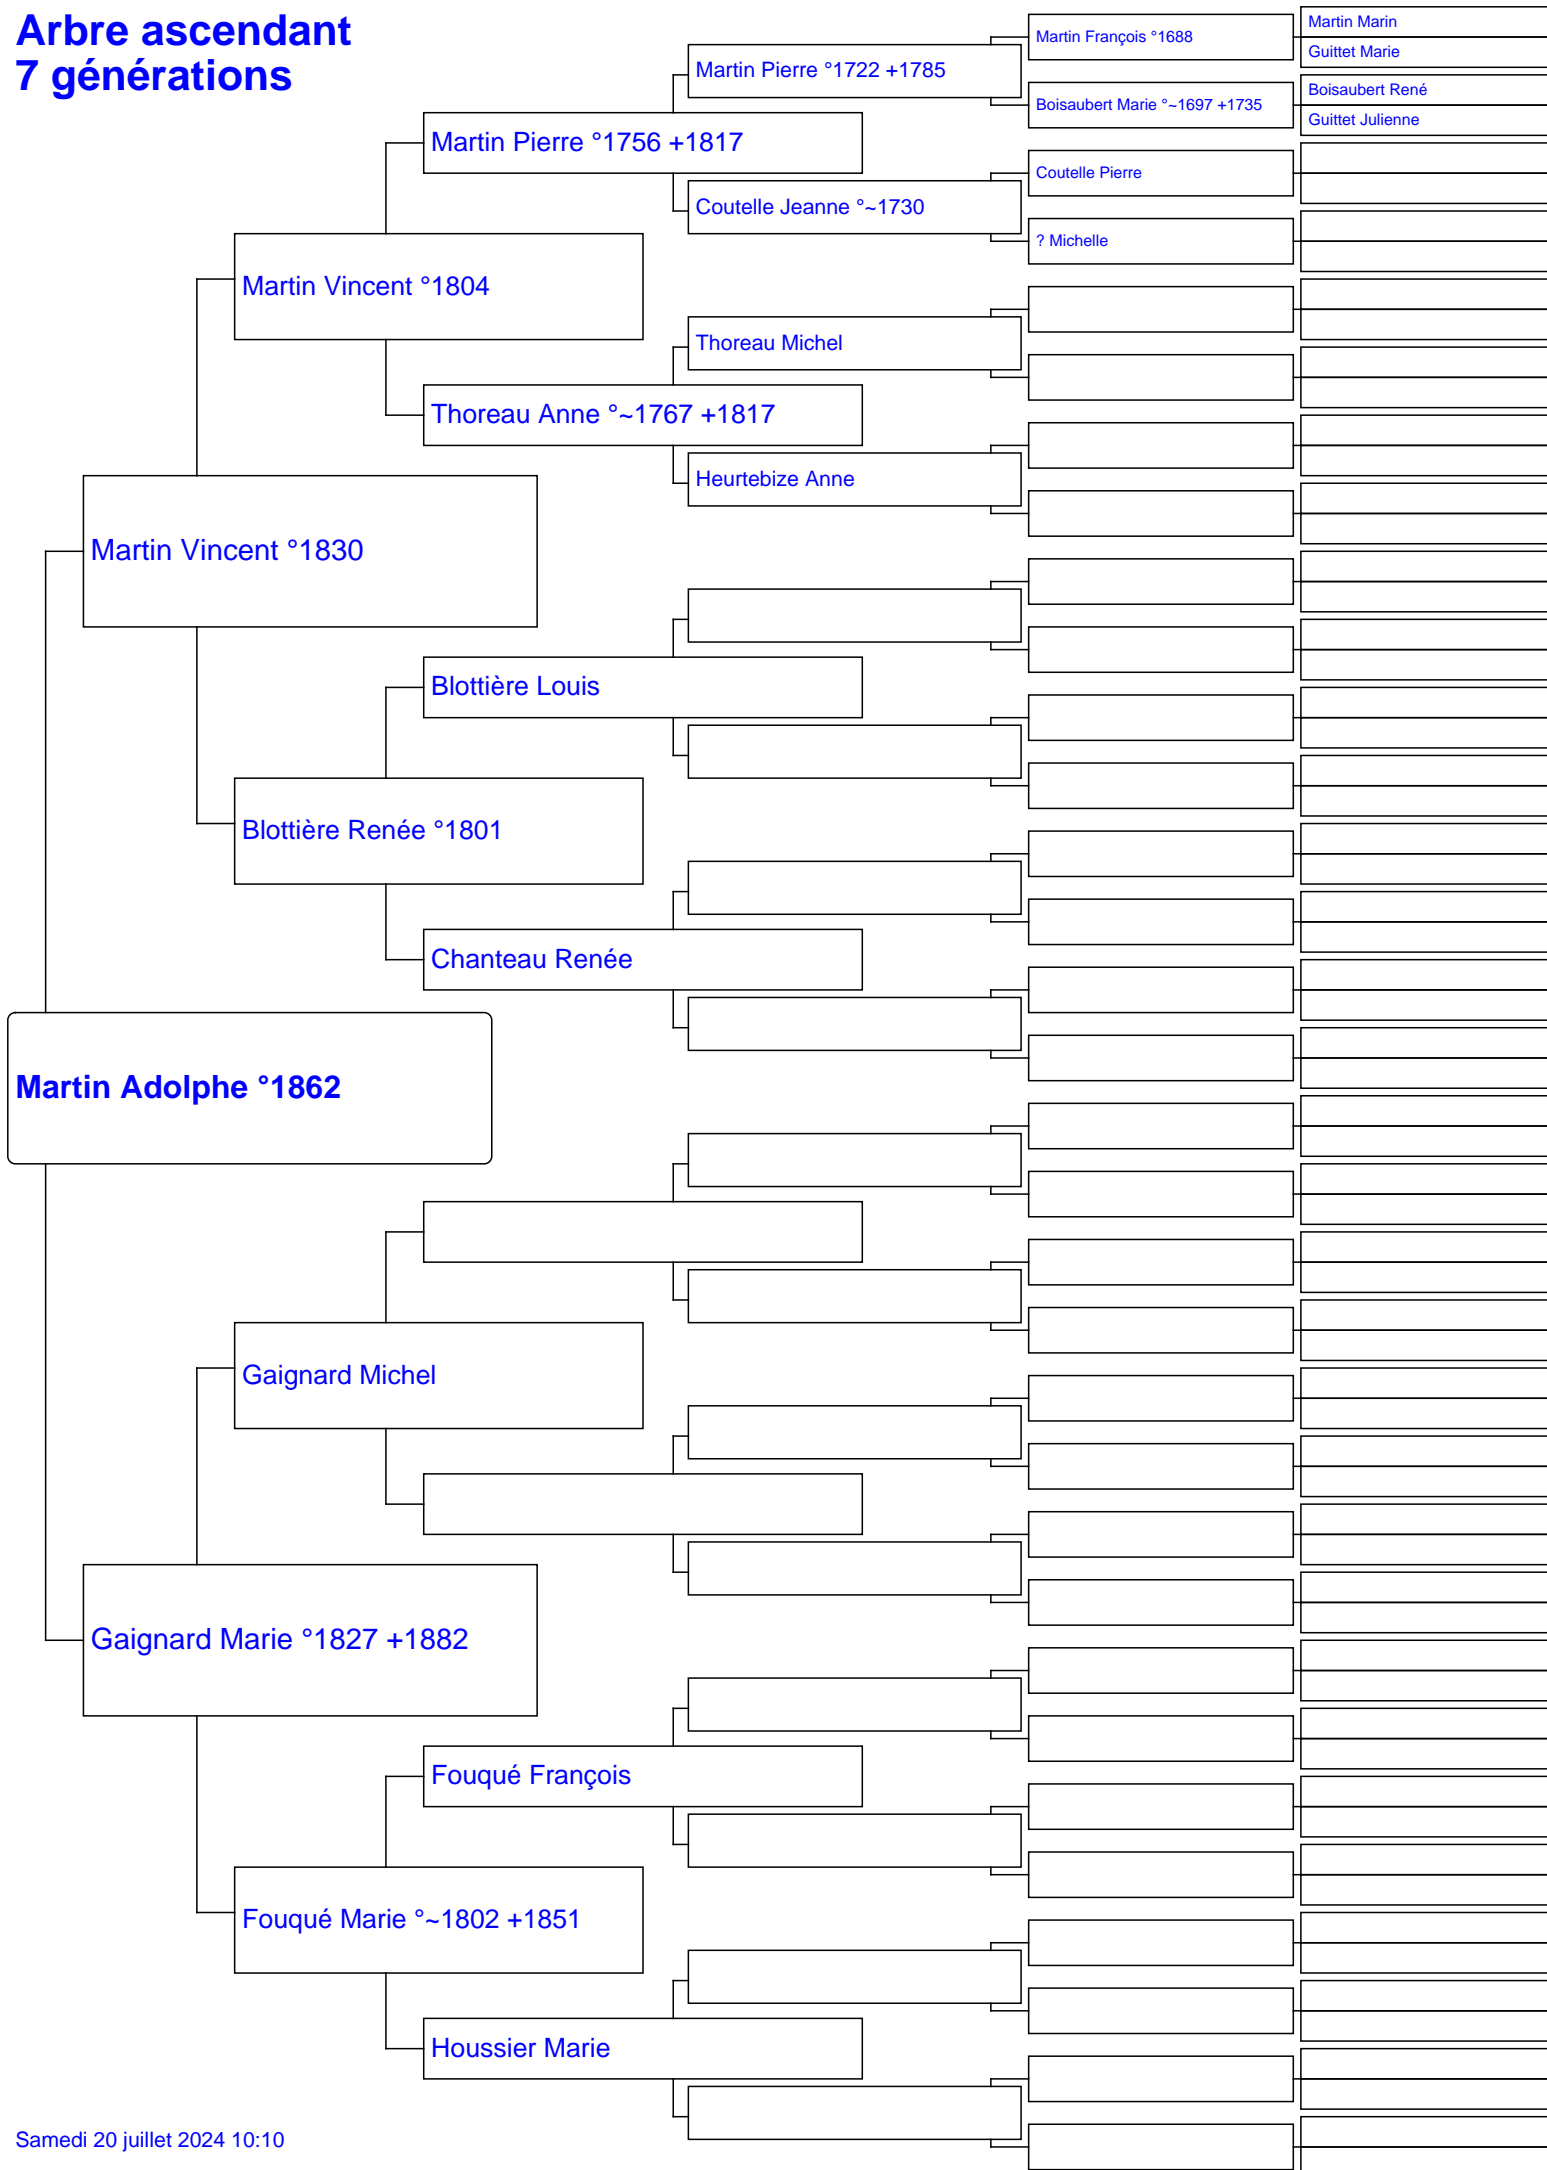 Arbre ascendant
7 générations
Martin Marin
Martin François °1688
Guittet Marie
Martin Pierre °1722 +1785
Boisaubert René
Boisaubert Marie °~1697 +1735
Guittet Julienne
Martin Pierre °1756 +1817
Coutelle Pierre
Coutelle Jeanne °~1730
? Michelle
Martin Vincent °1804
Thoreau Michel
Thoreau Anne °~1767 +1817
Heurtebize Anne
Martin Vincent °1830
Blottière Louis
Blottière Renée °1801
Chanteau Renée
Martin Adolphe °1862
Gaignard Michel
Gaignard Marie °1827 +1882
Fouqué François
Fouqué Marie °~1802 +1851
Houssier Marie
Samedi 20 juillet 2024 10:10